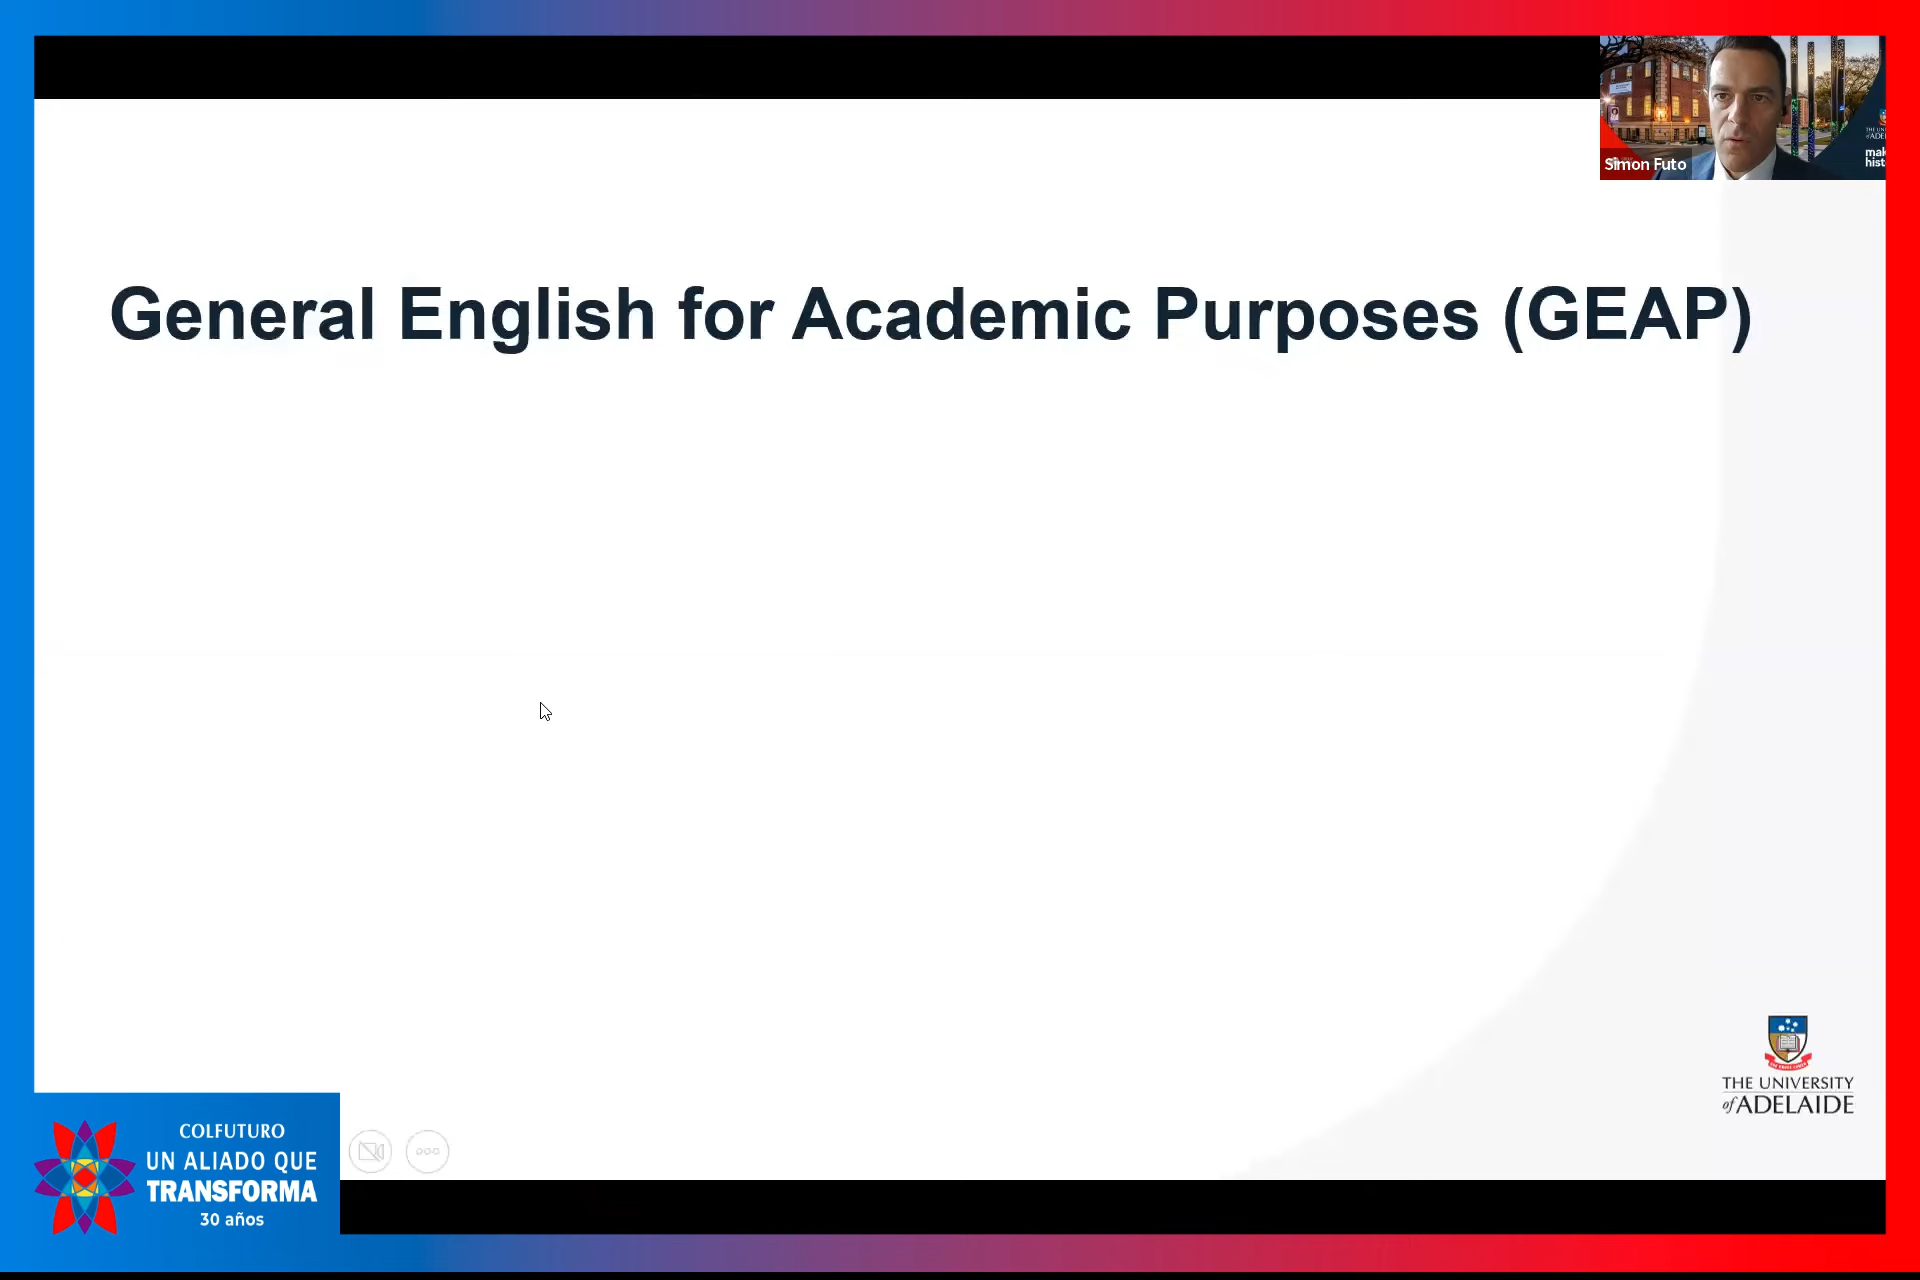 Simon Futo
General English for Academic Purposes (GEAP)
THE UNIVERSITY
of ADELAIDE
COLFUTURO
UN ALIADO QUE
TRANSFORMA
30 años